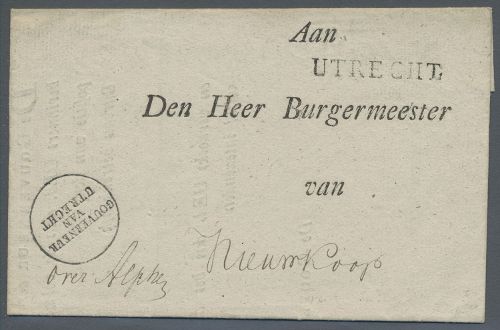 Aan
UTRECHT
Den Heer Burgermeester
van
GOUVERNEUR
VAN
UTRECHT
Nieuwkoop
over Alphen